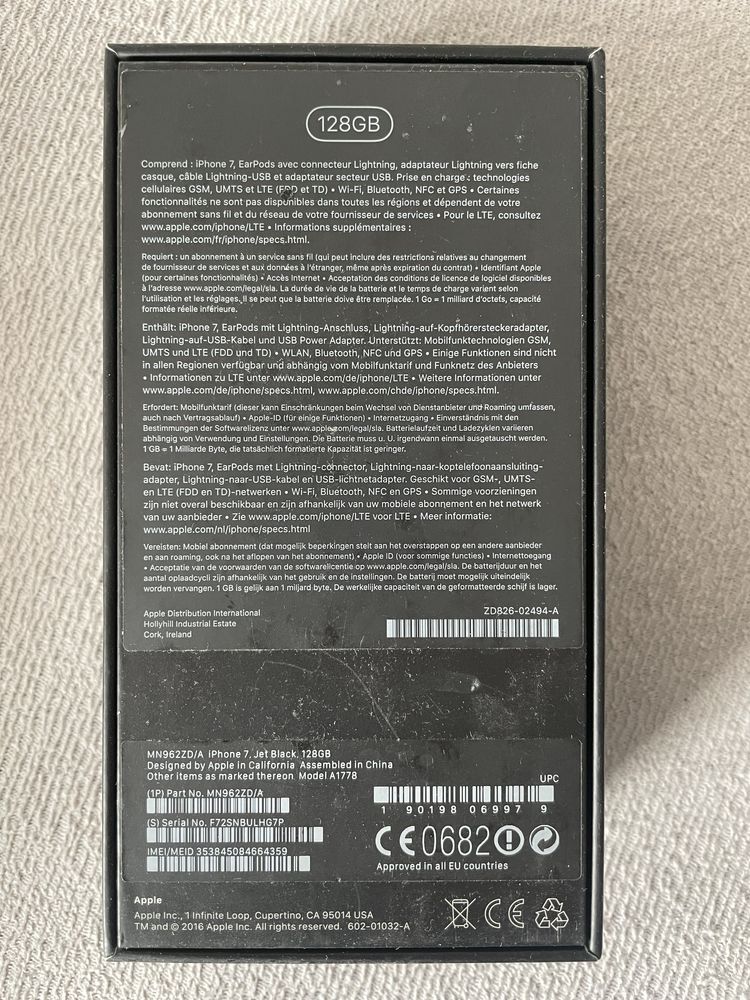 128GB
Comprend : iPhone 7, EarPods avec connecteur Lightning, adaptateur Lightning vers fiche
casque, câble Lightning-USB et adaptateur secteur USB. Prise en charge : technologies
cellulaires GSM, UMTS et LTE (FDD et TD) • Wi-Fi, Bluetooth, NFC et GPS • Certaines
fonctionnalités ne sont pas disponibles dans toutes les régions et dépendent de votre
abonnement sans fil et du réseau de votre fournisseur de services • Pour le LTE, consultez
www.apple.com/iphone/LTE • Informations supplémentaires :
www.apple.com/fr/iphone/specs.html.
Requiert : un abonnement à un service sans fil (qui peut inclure des restrictions relatives au changement
de fournisseur de services et aux données à l'étranger, même après expiration du contrat) • Identifiant Apple
(pour certaines fonctionnalités) • Accès Internet • Acceptation des conditions de licence du logiciel disponibles
à l'adresse www.apple.com/legal/sla. La durée de vie de la batterie et le temps de charge varient selon
l'utilisation et les réglages. Il se peut que la batterie doive être remplacée. 1 Go = 1 milliard d'octets, capacité
formatée réelle inférieure.
Enthält: iPhone 7, EarPods mit Lightning-Anschluss, Lightning-auf-Kopfhörersteckeradapter,
Lightning-auf-USB-Kabel und USB Power Adapter. Unterstützt: Mobilfunktechnologien GSM,
UMTS und LTE (FDD und TD) • WLAN, Bluetooth, NFC und GPS • Einige Funktionen sind nicht
in allen Regionen verfügbar und abhängig vom Mobilfunktarif und Funknetz des Anbieters
• Informationen zu LTE unter www.apple.com/de/iphone/LTE • Weitere Informationen unter
www.apple.com/de/iphone/specs.html, www.apple.com/chde/iphone/specs.html.
Erfordert: Mobilfunktarif (dieser kann Einschränkungen beim Wechsel von Dienstanbieter und Roaming umfassen,
auch nach Vertragsablauf) • Apple-ID (für einige Funktionen) • Internetzugang • Einverständnis mit den
Bestimmungen der Softwarelizenz unter www.apple.com/legal/sla. Batterielaufzeit und Ladezyklen variieren
abhängig von Verwendung und Einstellungen. Die Batterie muss u. U. irgendwann einmal ausgetauscht werden.
1 GB = 1 Milliarde Byte, die tatsächlich formatierte Kapazität ist geringer.
Bevat: iPhone 7, EarPods met Lightning-connector, Lightning-naar-koptelefoonaansluiting-
adapter, Lightning-naar-USB-kabel en USB-lichtnetadapter. Geschikt voor GSM-, UMTS-
en LTE (FDD en TD)-netwerken • Wi-Fi, Bluetooth, NFC en GPS • Sommige voorzieningen
zijn niet overal beschikbaar en zijn afhankelijk van uw mobiele abonnement en het netwerk
van uw aanbieder • Zie www.apple.com/iphone/LTE voor LTE • Meer informatie:
www.apple.com/nl/iphone/specs.html
Vereisten: Mobiel abonnement (dat mogelijk beperkingen stelt aan het overstappen op een andere aanbieder
en aan roaming, ook na het aflopen van het abonnement) • Apple ID (voor sommige functies) • Internettoegang
• Acceptatie van de voorwaarden van de softwarelicentie op www.apple.com/legal/sla. De batterijduur en het
aantal oplaadcycli zijn afhankelijk van het gebruik en de instellingen. De batterij moet mogelijk uiteindelijk
worden vervangen. 1 GB is gelijk aan 1 miljard byte. De werkelijke capaciteit van de geformatteerde schijf is lager.
Apple Distribution International
Hollyhill Industrial Estate
Cork, Ireland
ZD826-02494-A
MN962ZD/A iPhone 7, Jet Black, 128GB
Designed by Apple in California Assembled in China
Other items as marked thereon Model A1778
UPC
(1P) Part No. MN962ZD/A
1 90198 06997 9
(S) Serial No. F72SNBULHG7P
CE0682
IMEI/MEID 353845084664359
Approved in all EU countries
Apple
Apple Inc., 1 Infinite Loop, Cupertino, CA 95014 USA
TM and © 2016 Apple Inc. All rights reserved. 602-01032-A
CE